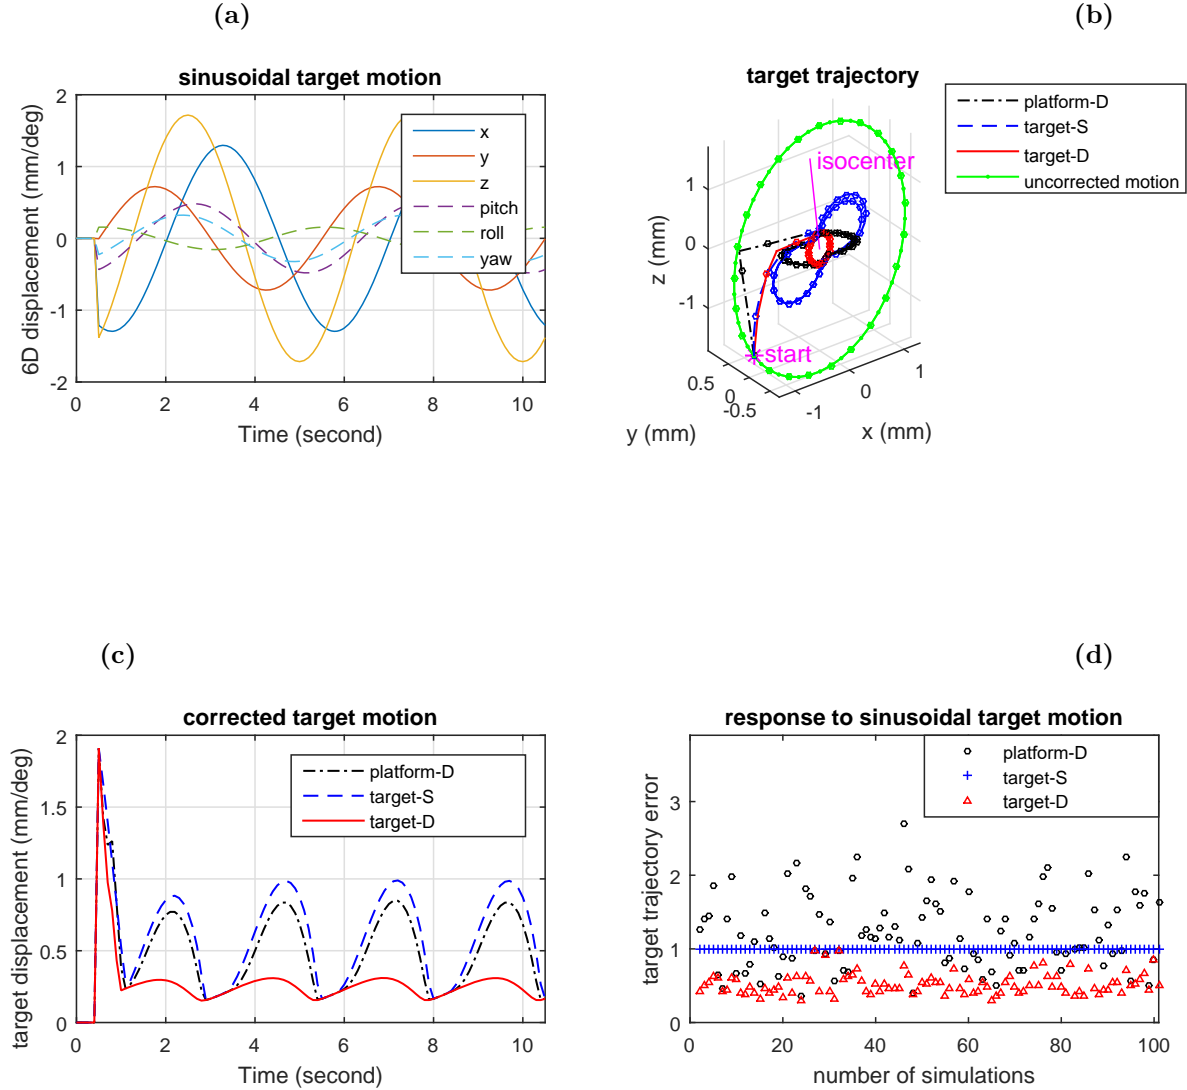 (a)
sinusoidal target motion
6D displacement (mm/deg)
2
1
0
-1
-2
0
2
4
6
8
10
Time (second)
x
y
z
pitch
roll
yaw
(b)
target trajectory
platform-D
target-S
target-D
uncorrected motion
isocenter
start
z (mm)
1
0
-1
0.5
0
-0.5
y (mm)
-1
0
1
x (mm)
(c)
corrected target motion
target displacement (mm/deg)
2
1.5
1
0.5
0
0
2
4
6
8
10
Time (second)
platform-D
target-S
target-D
(d)
response to sinusoidal target motion
target trajectory error
3
2
1
0
0
20
40
60
80
100
number of simulations
platform-D
target-S
target-D